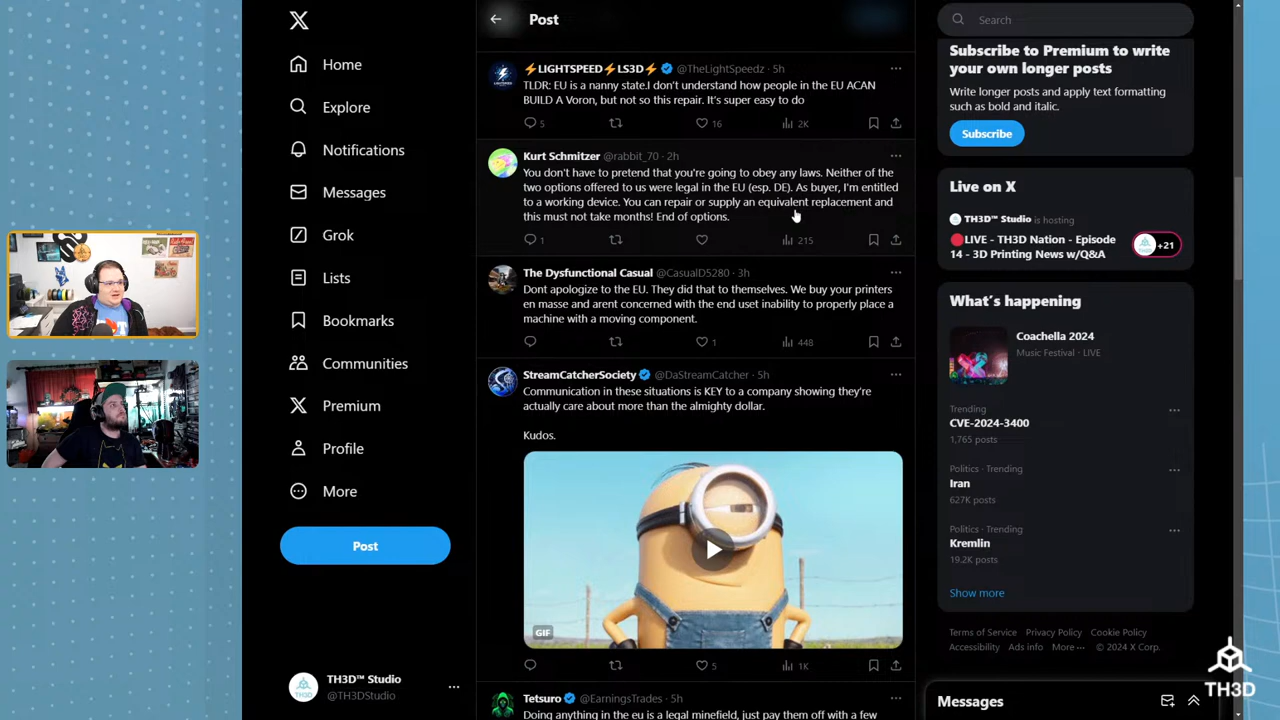 Home
Explore
Notifications
Messages
Grok
Lists
Bookmarks
Communities
Premium
Profile
More
Post
TH3D™ Studio
@TH3DStudio
Post
⚡LIGHTSPEED⚡LS3D⚡ @TheLightSpeedz · 5h
TLDR: EU is a nanny state.I don't understand how people in the EU ACAN
BUILD A Voron, but not so this repair. It's super easy to do
5 16 2K
Kurt Schmitzer @rabbit_70 · 2h
You don't have to pretend that you're going to obey any laws. Neither of the
two options offered to us were legal in the EU (esp. DE). As buyer, I'm entitled
to a working device. You can repair or supply an equivalent replacement and
this must not take months! End of options.
1 215
The Dysfunctional Casual @CasualD5280 · 3h
Dont apologize to the EU. They did that to themselves. We buy your printers
en masse and arent concerned with the end uset inability to properly place a
machine with a moving component.
1 448
StreamCatcherSociety @DaStreamCatcher · 5h
Communication in these situations is KEY to a company showing they're
actually care about more than the almighty dollar.
Kudos.
GIF
5 1K
Tetsuro @EarningsTrades · 5h
Doing anything in the eu is a legal minefield, just pay them off with a few
Search
Subscribe to Premium to write
your own longer posts
Write longer posts and apply text formatting
such as bold and italic.
Subscribe
Live on X
TH3D™ Studio is hosting
🔴LIVE - TH3D Nation - Episode
14 - 3D Printing News w/Q&A
+21
What's happening
Coachella 2024
Music Festival · LIVE
Trending
CVE-2024-3400
1,765 posts
Politics · Trending
Iran
627K posts
Politics · Trending
Kremlin
19.2K posts
Show more
Terms of Service Privacy Policy Cookie Policy
Accessibility Ads info More ··· © 2024 X Corp.
Messages
TH3D